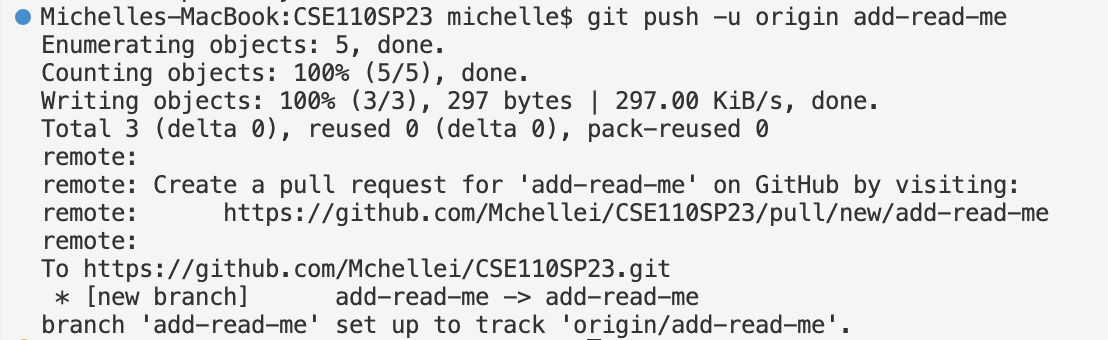 Michelles-MacBook:CSE110SP23 michelle$ git push -u origin add-read-me
Enumerating objects: 5, done.
Counting objects: 100% (5/5), done.
Writing objects: 100% (3/3), 297 bytes | 297.00 KiB/s, done.
Total 3 (delta 0), reused 0 (delta 0), pack-reused 0
remote:
remote: Create a pull request for 'add-read-me' on GitHub by visiting:
remote:      https://github.com/Mchellei/CSE110SP23/pull/new/add-read-me
remote:
To https://github.com/Mchellei/CSE110SP23.git
 * [new branch]      add-read-me -> add-read-me
branch 'add-read-me' set up to track 'origin/add-read-me'.